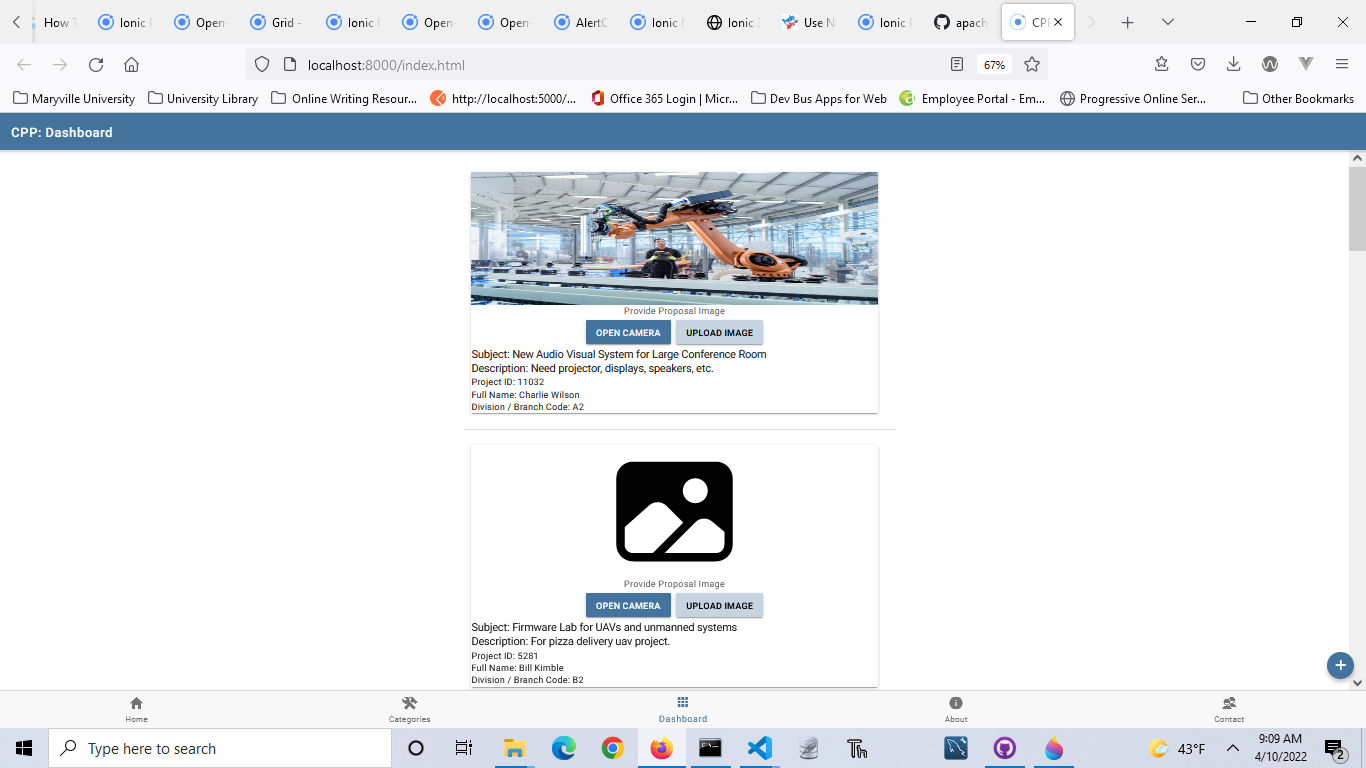 How T
Ionic I
Open-
Grid -
Ionic
Open-
Open-
AlertC
Ionic I
Ionic 3
Use N
Ionic
apach
CPP
localhost:8000/index.html
67%
Maryville University
University Library
Online Writing Resour...
http://localhost:5000/...
Office 365 Login | Micr...
Dev Bus Apps for Web
Employee Portal - Em...
Progressive Online Ser...
Other Bookmarks
CPP: Dashboard
Provide Proposal Image
OPEN CAMERA UPLOAD IMAGE
Subject: New Audio Visual System for Large Conference Room
Description: Need projector, displays, speakers, etc.
Project ID: 11032
Full Name: Charlie Wilson
Division / Branch Code: A2
Provide Proposal Image
OPEN CAMERA UPLOAD IMAGE
Subject: Firmware Lab for UAVs and unmanned systems
Description: For pizza delivery uav project.
Project ID: 5281
Full Name: Bill Kimble
Division / Branch Code: B2
Home
Categories
Dashboard
About
Contact
Type here to search
43°F
9:09 AM
4/10/2022
2